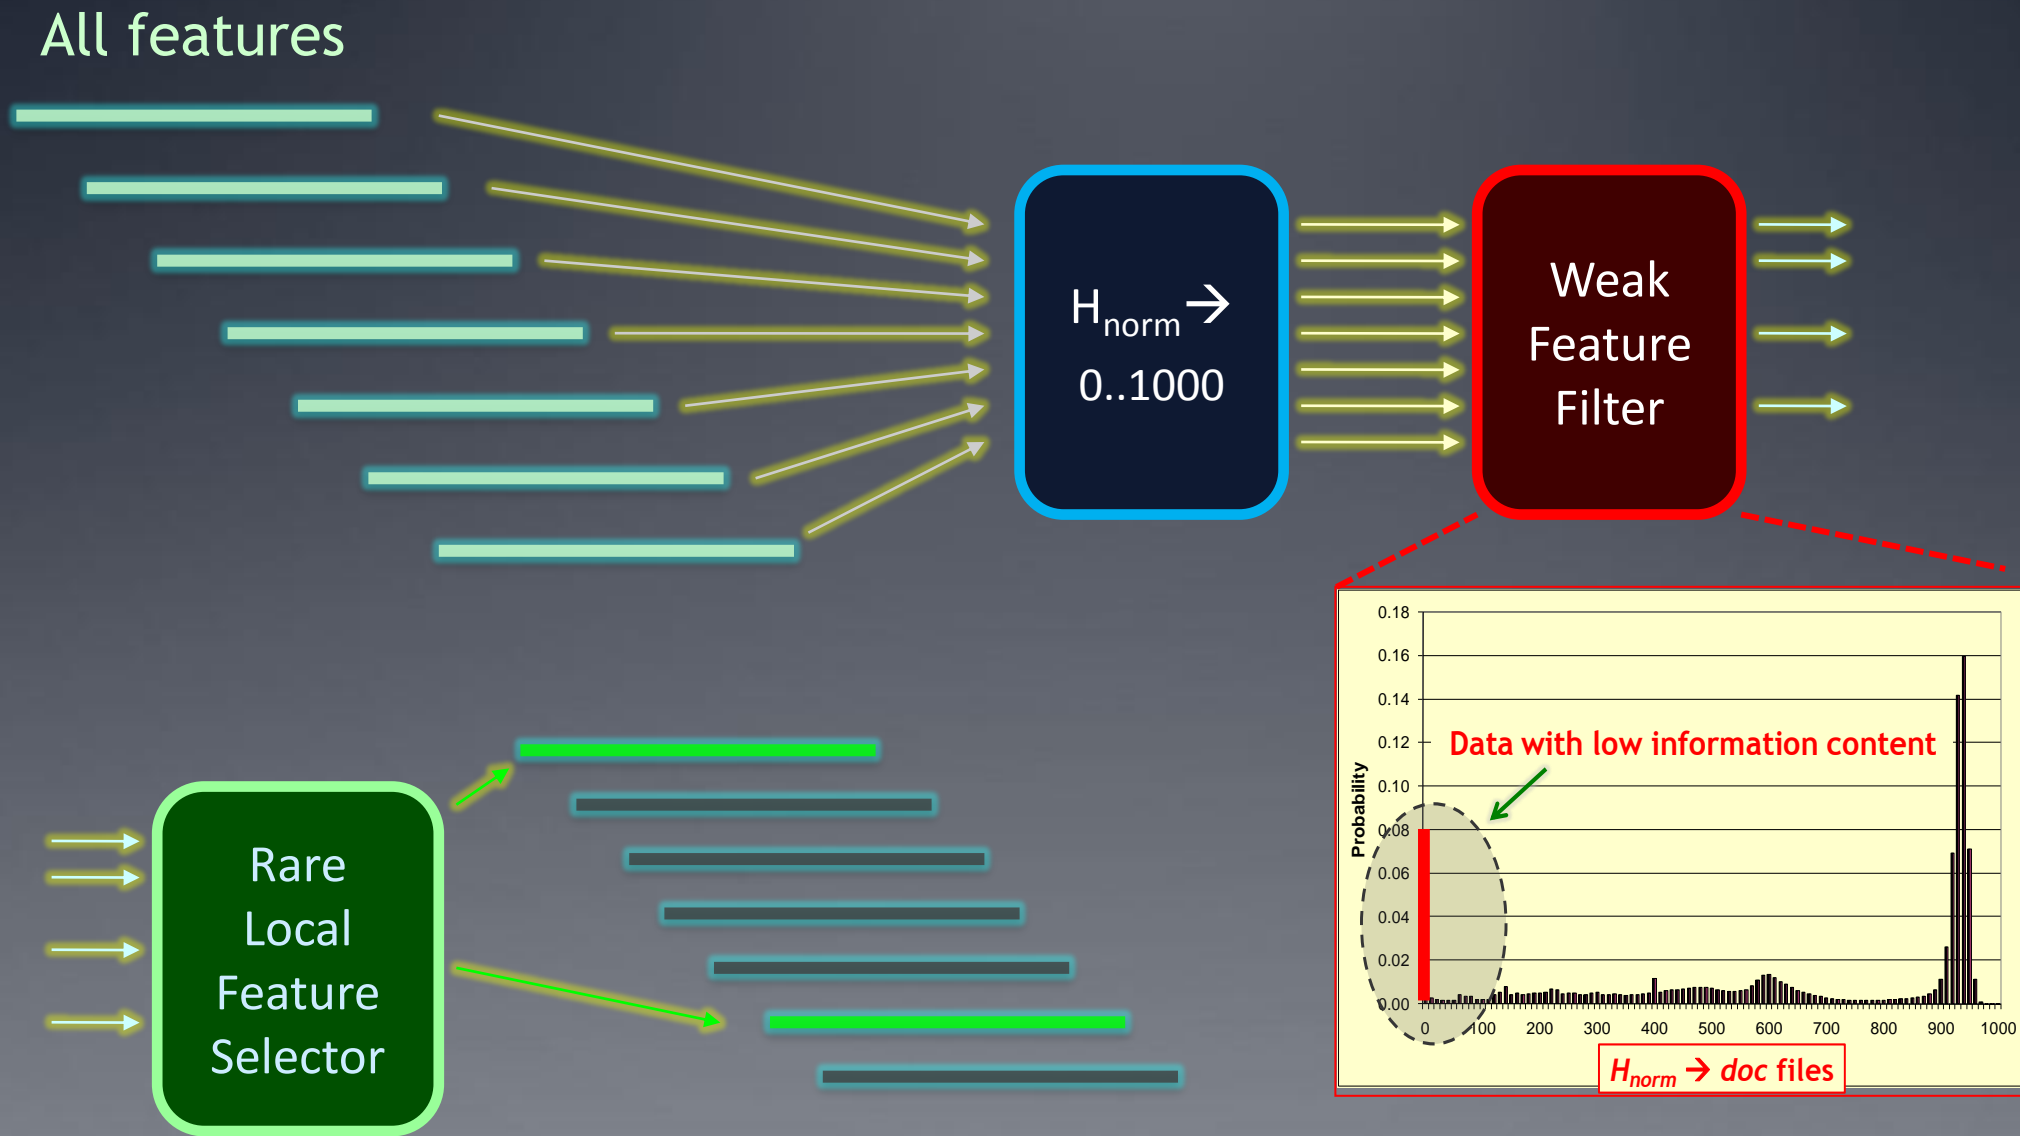 All features
H_norm →
0..1000
Weak
Feature
Filter
Rare
Local
Feature
Selector
0.18
0.16
0.14
0.12
0.10
0.08
0.06
0.04
0.02
0.00
Probability
Data with low information content
0 100 200 300 400 500 600 700 800 900 1000
H_norm → doc files